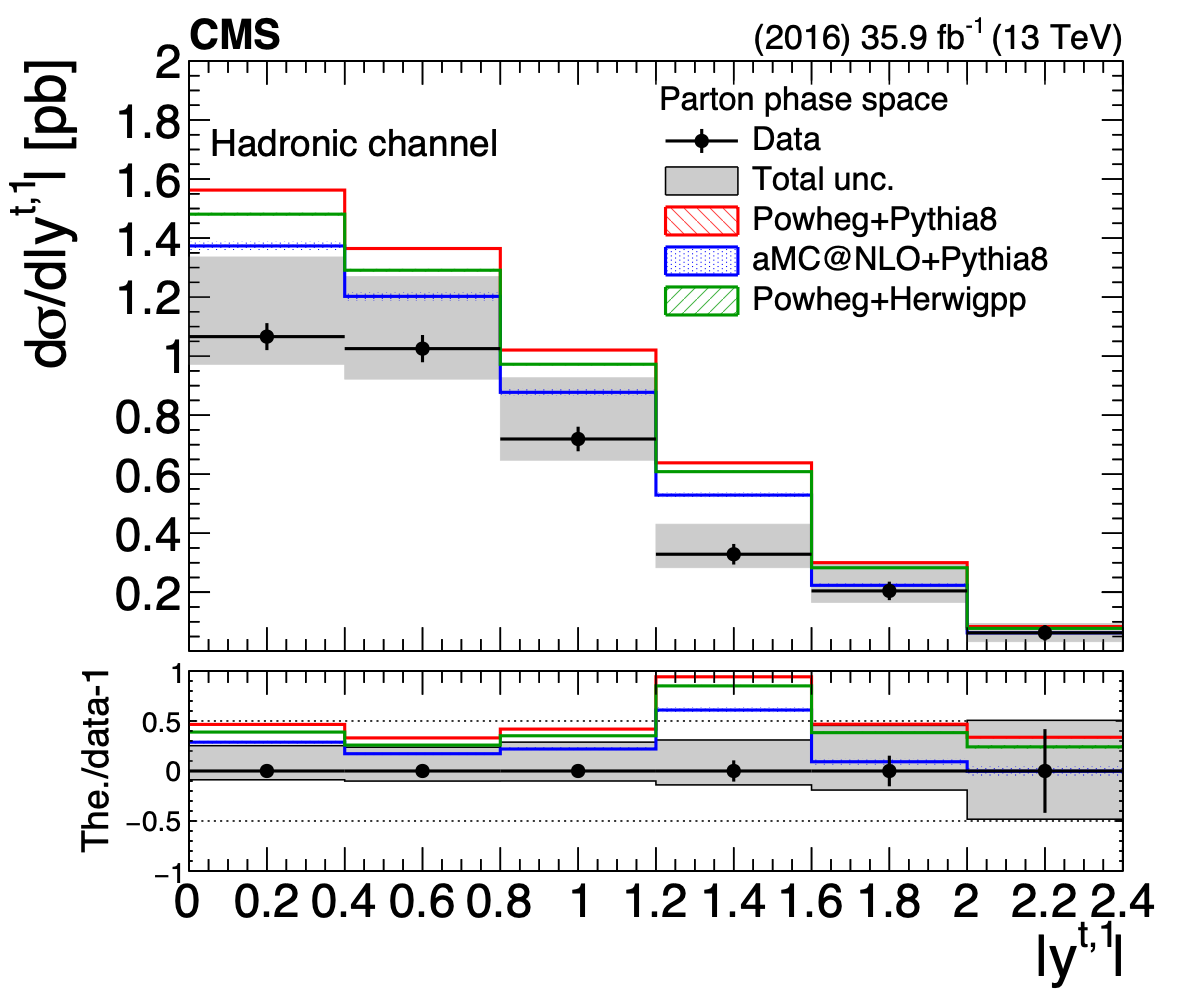 CMS (2016) 35.9 fb⁻¹ (13 TeV)
dσ/d|y^{t,1}| [pb]
2
1.8
1.6
1.4
1.2
1
0.8
0.6
0.4
0.2
Hadronic channel
Parton phase space
Data
Total unc.
Powheg+Pythia8
aMC@NLO+Pythia8
Powheg+Herwigpp
The./data-1
1
0.5
0
−0.5
−1
0 0.2 0.4 0.6 0.8 1 1.2 1.4 1.6 1.8 2 2.2 2.4
|y^{t,1}|